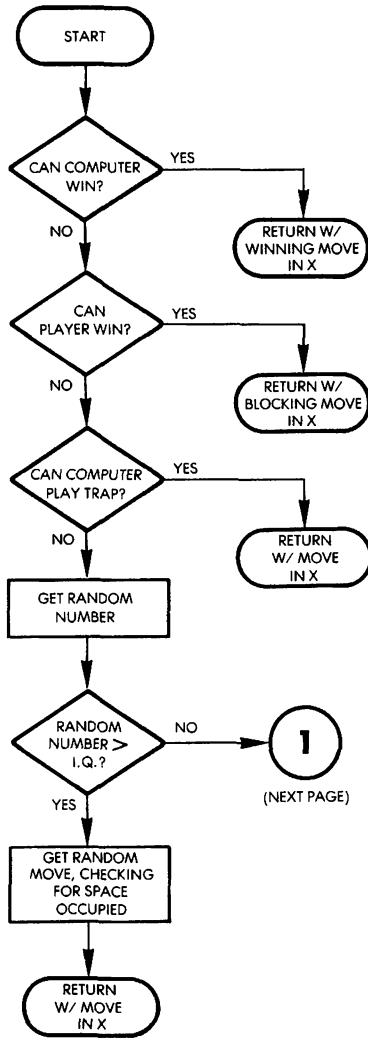 START
CAN COMPUTER
WIN?
YES
NO
RETURN W/
WINNING MOVE
IN X
CAN
PLAYER WIN?
YES
NO
RETURN W/
BLOCKING MOVE
IN X
CAN COMPUTER
PLAY TRAP?
YES
NO
RETURN
W/ MOVE
IN X
GET RANDOM
NUMBER
RANDOM
NUMBER >
I.Q.?
NO
1
(NEXT PAGE)
YES
GET RANDOM
MOVE, CHECKING
FOR SPACE
OCCUPIED
RETURN
W/ MOVE
IN X